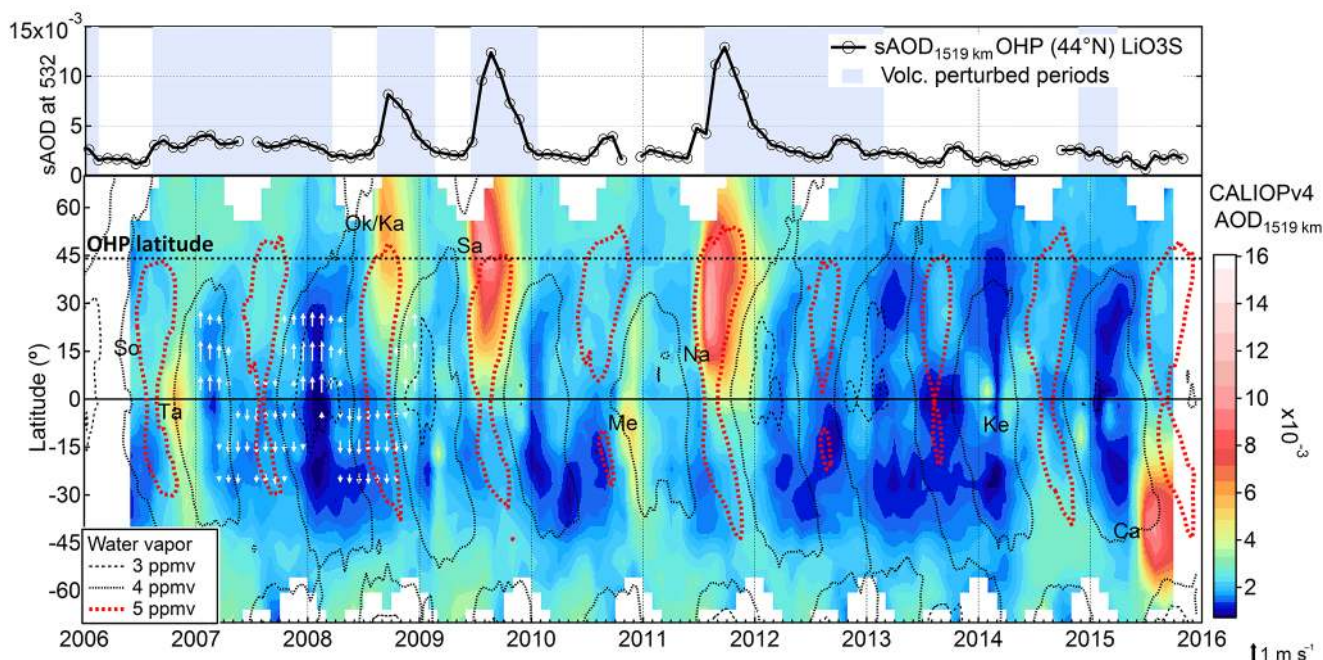 15x10-3
10
5
0
sAOD at 532
sAOD1519 km OHP (44°N) LiO3S
Volc. perturbed periods
60
45
30
15
0
-15
-30
-45
-60
Latitude (º)
OHP latitude
So
Ta
Ok/Ka
Sa
Me
Na
Ke
Ca
Water vapor
3 ppmv
4 ppmv
5 ppmv
2006 2007 2008 2009 2010 2011 2012 2013 2014 2015 2016
CALIOPv4
AOD1519 km
16
14
12
10
8
6
4
2
x10-3
1 m s-1